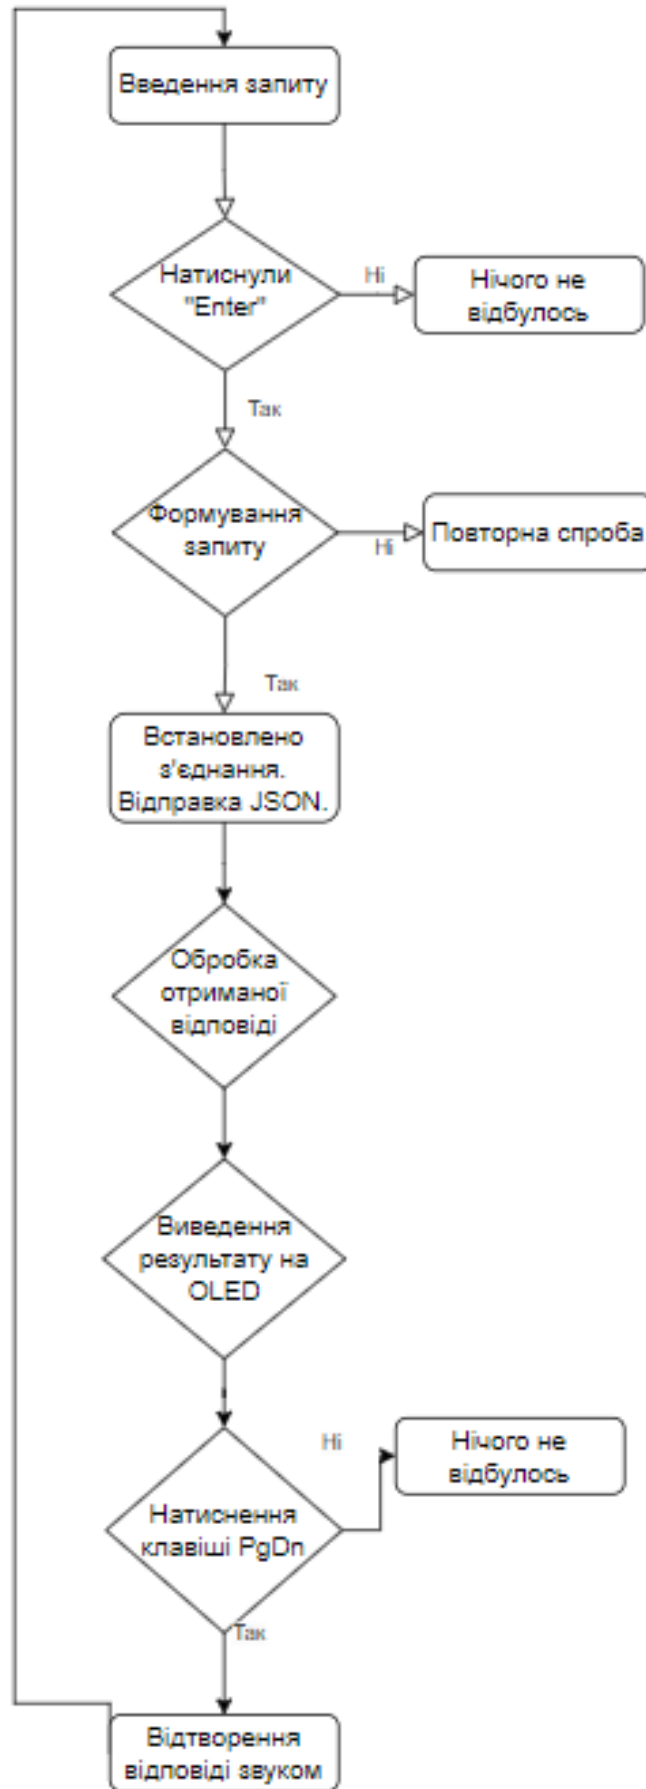 Введення запиту
Натиснули
"Enter"
Ні
Нічого не
відбулось
Так
Формування
запиту
Ні
Повторна спроба
Так
Встановлено
з'єднання.
Відправка JSON.
Обробка
отриманої
відповіді
Виведення
результату на
OLED
Ні
Нічого не
відбулось
Натиснення
клавіші PgDn
Так
Відтворення
відповіді звуком